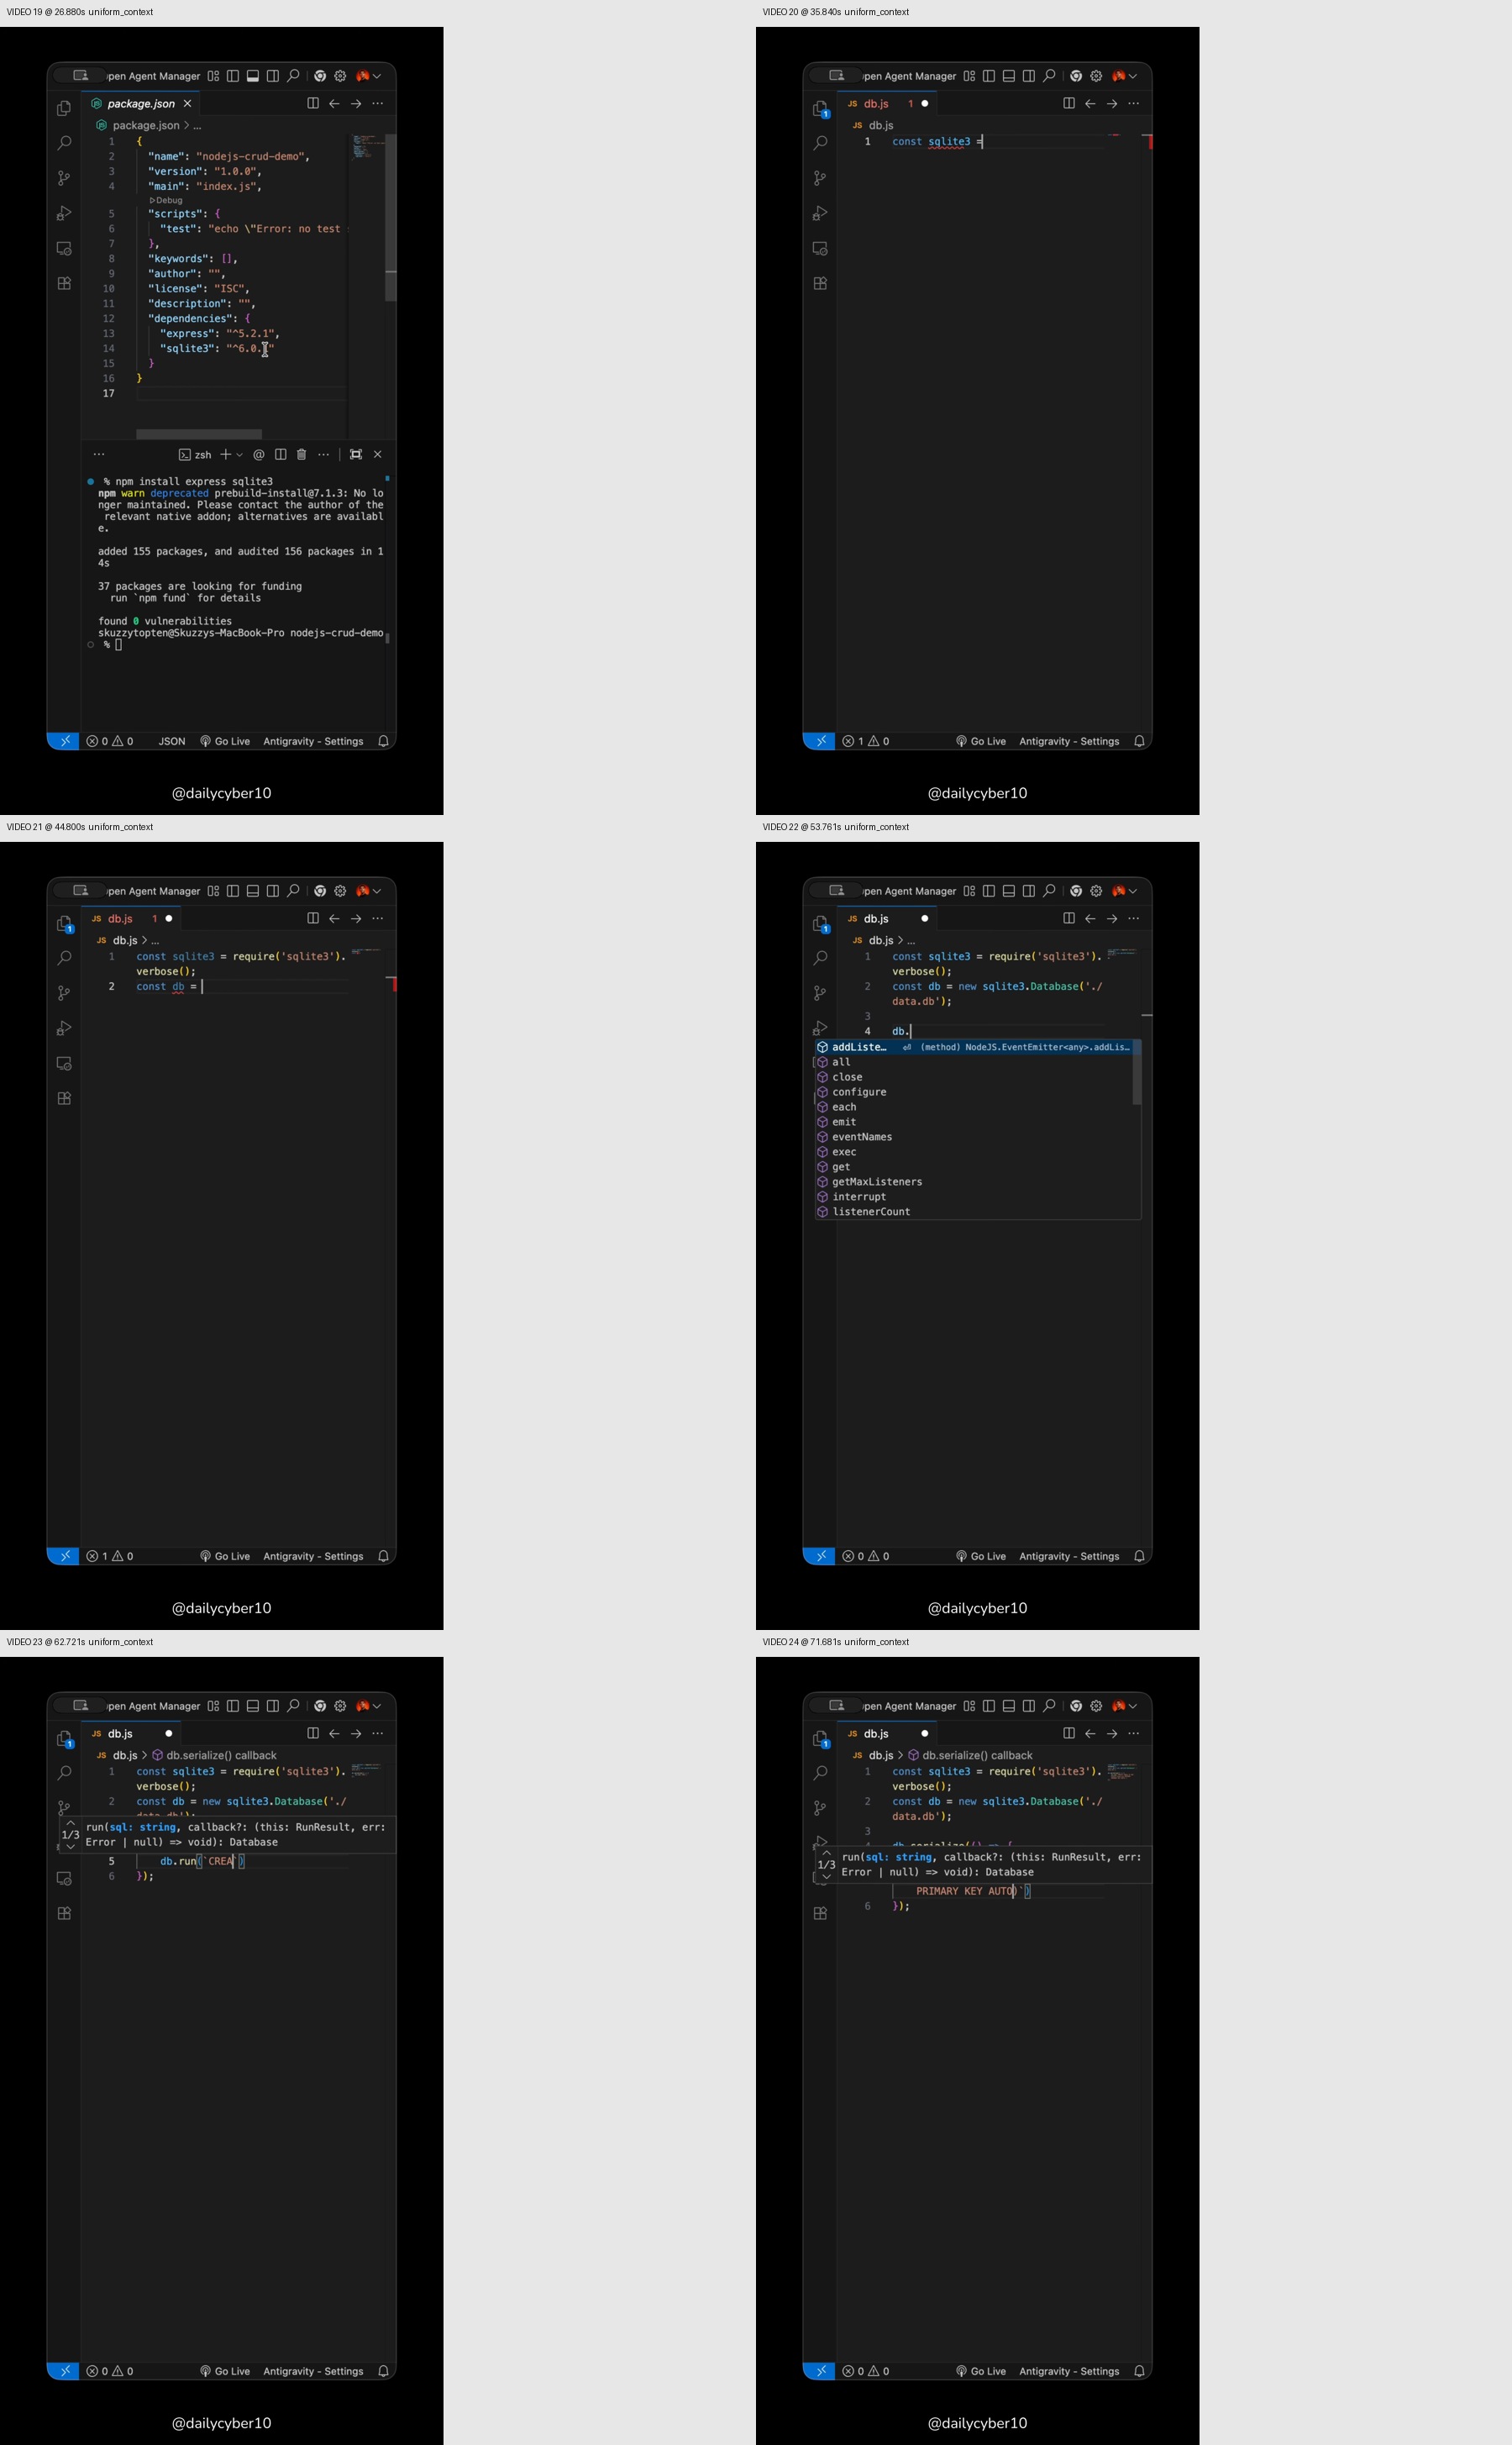 VIDEO 19 @ 26.880s uniform_context
pen Agent Manager
package.json
package.json > ...
1 {
2 "name": "nodejs-crud-demo",
3 "version": "1.0.0",
4 "main": "index.js",
Debug
5 "scripts": {
6 "test": "echo \"Error: no test
7 },
8 "keywords": [],
9 "author": "",
10 "license": "ISC",
11 "description": "",
12 "dependencies": {
13 "express": "^5.2.1",
14 "sqlite3": "^6.0.
15 }
16 }
17
zsh
% npm install express sqlite3
npm warn deprecated prebuild-install@7.1.3: No lo
nger maintained. Please contact the author of the
relevant native addon; alternatives are availabl
e.
added 155 packages, and audited 156 packages in 1
4s
37 packages are looking for funding
run `npm fund` for details
found 0 vulnerabilities
skuzzytopten@Skuzzys-MacBook-Pro nodejs-crud-demo
%
0 0 JSON Go Live Antigravity - Settings
@dailycyber10
VIDEO 20 @ 35.840s uniform_context
pen Agent Manager
1
JS db.js 1
JS db.js
1 const sqlite3 =
1 0 Go Live Antigravity - Settings
@dailycyber10
VIDEO 21 @ 44.800s uniform_context
pen Agent Manager
1
JS db.js 1
JS db.js > ...
1 const sqlite3 = require('sqlite3').
verbose();
2 const db =
1 0 Go Live Antigravity - Settings
@dailycyber10
VIDEO 22 @ 53.761s uniform_context
pen Agent Manager
1
JS db.js
JS db.js > ...
1 const sqlite3 = require('sqlite3').
verbose();
2 const db = new sqlite3.Database('./
data.db');
3
4 db.
addListe… (method) NodeJS.EventEmitter<any>.addLis…
all
close
configure
each
emit
eventNames
exec
get
getMaxListeners
interrupt
listenerCount
0 0 Go Live Antigravity - Settings
@dailycyber10
VIDEO 23 @ 62.721s uniform_context
pen Agent Manager
1
JS db.js
JS db.js > db.serialize() callback
1 const sqlite3 = require('sqlite3').
verbose();
2 const db = new sqlite3.Database('./
1/3 run(sql: string, callback?: (this: RunResult, err:
Error | null) => void): Database
5 db.run(`CREA`)
6 });
0 0 Go Live Antigravity - Settings
@dailycyber10
VIDEO 24 @ 71.681s uniform_context
pen Agent Manager
1
JS db.js
JS db.js > db.serialize() callback
1 const sqlite3 = require('sqlite3').
verbose();
2 const db = new sqlite3.Database('./
data.db');
3
1/3 run(sql: string, callback?: (this: RunResult, err:
Error | null) => void): Database
PRIMARY KEY AUTO)`)
6 });
0 0 Go Live Antigravity - Settings
@dailycyber10